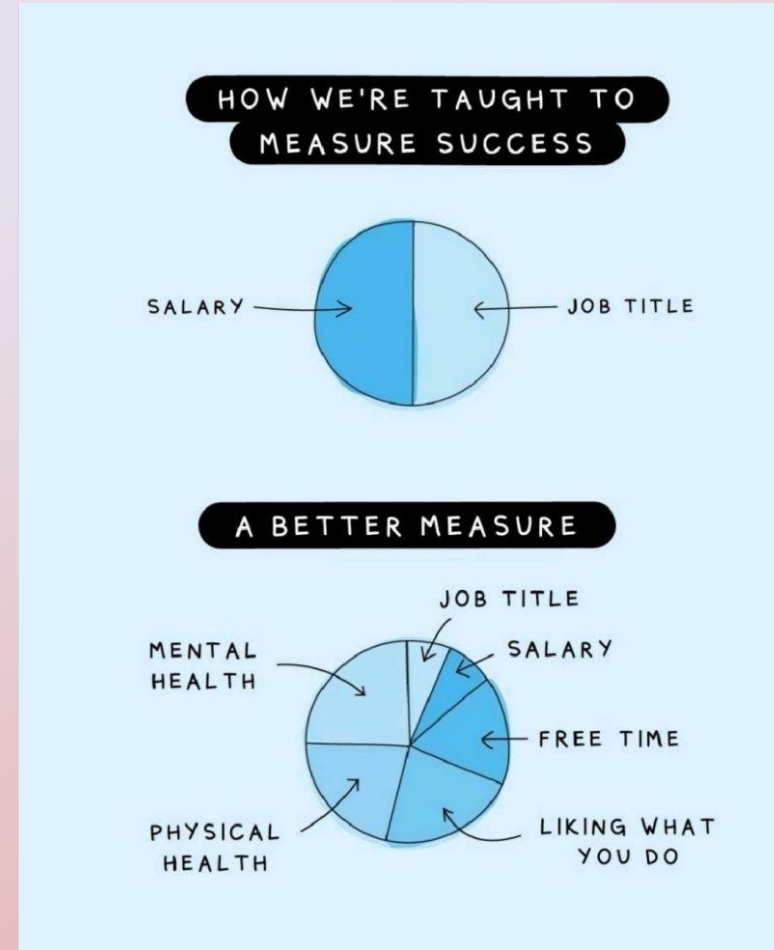 HOW WE'RE TAUGHT TO
MEASURE SUCCESS
SALARY
JOB TITLE
A BETTER MEASURE
JOB TITLE
SALARY
MENTAL
HEALTH
FREE TIME
PHYSICAL
HEALTH
LIKING WHAT
YOU DO